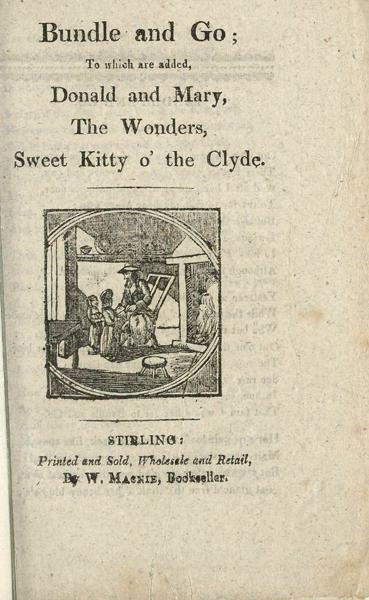 Bundle and Go;
To which are added,
Donald and Mary,
The Wonders,
Sweet Kitty o' the Clyde.
STIRLING:
Printed and Sold, Wholesale and Retail,
By W. MACNIE, Bookseller.